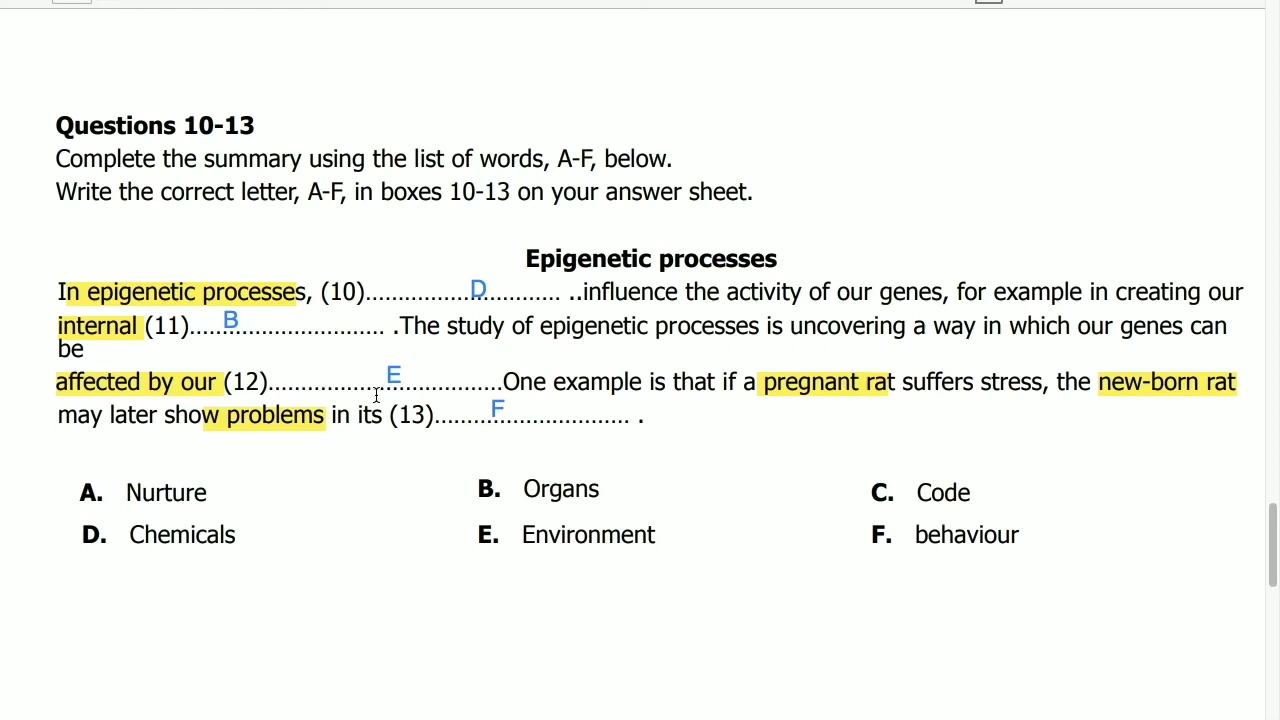 Questions 10-13
Complete the summary using the list of words, A-F, below.
Write the correct letter, A-F, in boxes 10-13 on your answer sheet.
Epigenetic processes
In epigenetic processes, (10)...............D............. ..influence the activity of our genes, for example in creating our
internal (11).....B........................ .The study of epigenetic processes is uncovering a way in which our genes can
be
affected by our (12)..................E.................One example is that if a pregnant rat suffers stress, the new-born rat
may later show problems in its (13).........F.................... .
A. Nurture B. Organs C. Code
D. Chemicals E. Environment F. behaviour